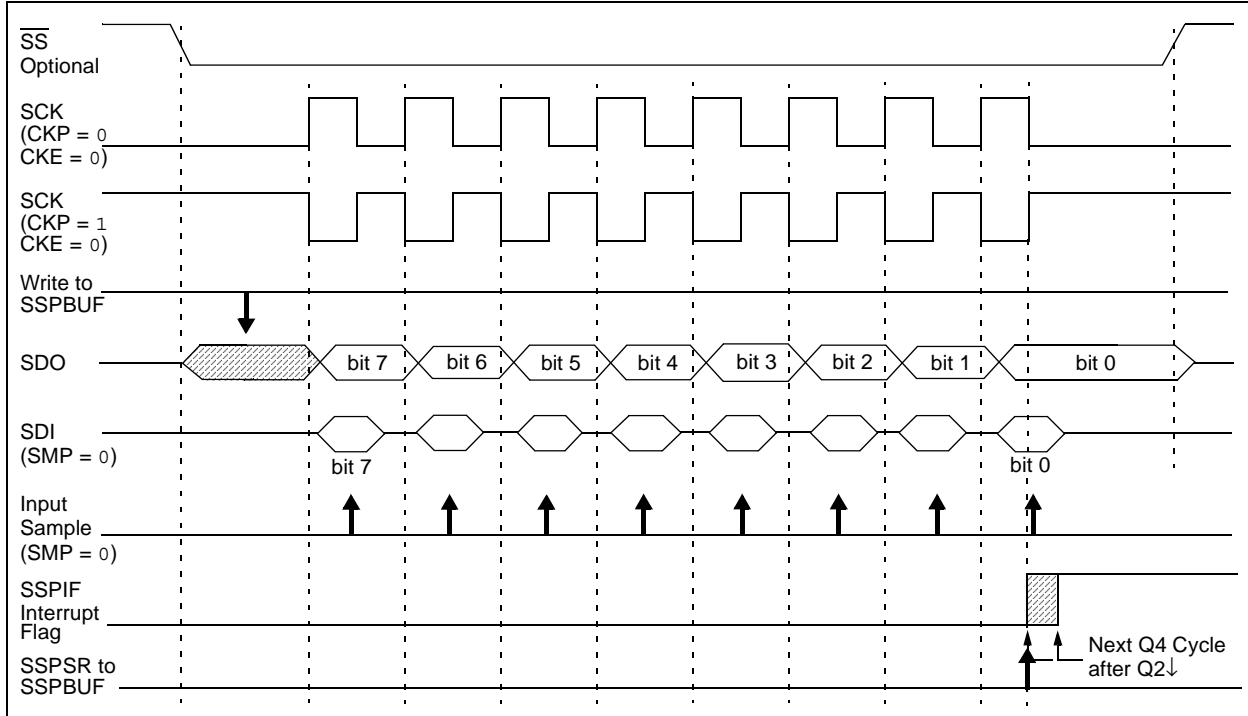 SS
Optional
SCK
(CKP = 0
CKE = 0)
SCK
(CKP = 1
CKE = 0)
Write to
SSPBUF
SDO
bit 7
bit 6
bit 5
bit 4
bit 3
bit 2
bit 1
bit 0
SDI
(SMP = 0)
bit 7
bit 0
Input
Sample
(SMP = 0)
SSPIF
Interrupt
Flag
Next Q4 Cycle
after Q2↓
SSPSR to
SSPBUF